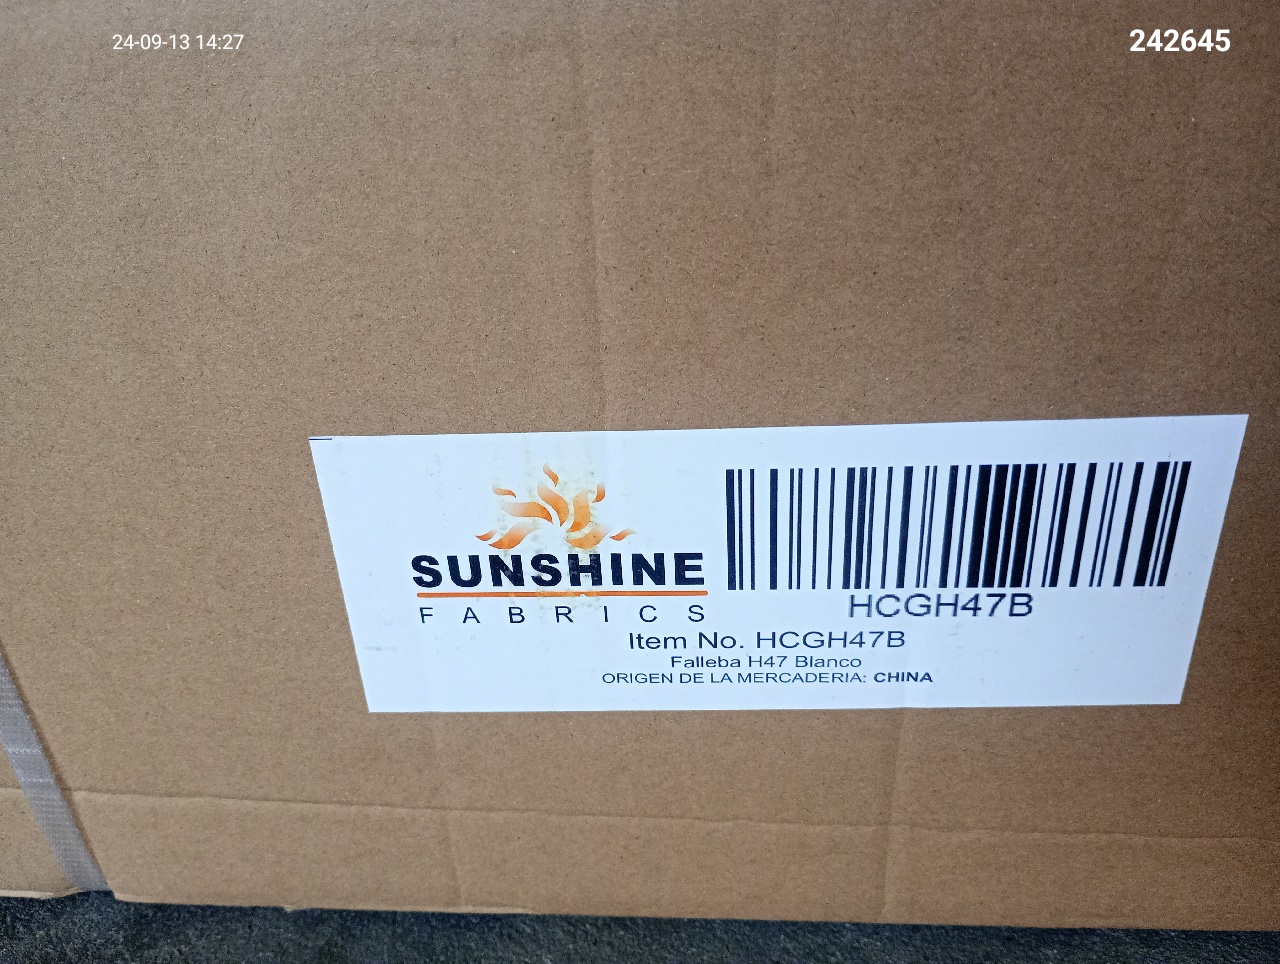 24-09-13 14:27
242645
SUNSHINE
FABRICS
HCGH47B
Item No. HCGH47B
Falleba H47 Blanco
ORIGEN DE LA MERCADERIA: CHINA